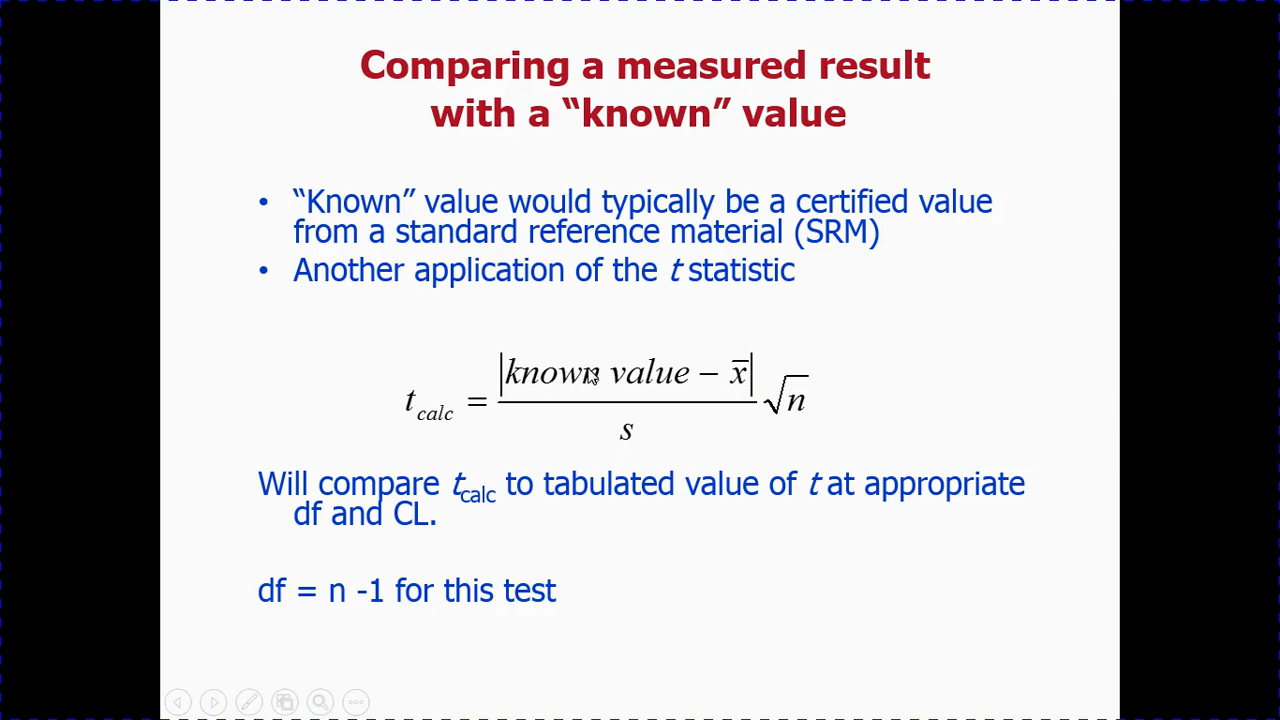 Comparing a measured result
with a “known” value
• “Known” value would typically be a certified value
from a standard reference material (SRM)
• Another application of the t statistic
t_calc = |known value − x̄| / s √n
Will compare t_calc to tabulated value of t at appropriate
df and CL.
df = n -1 for this test